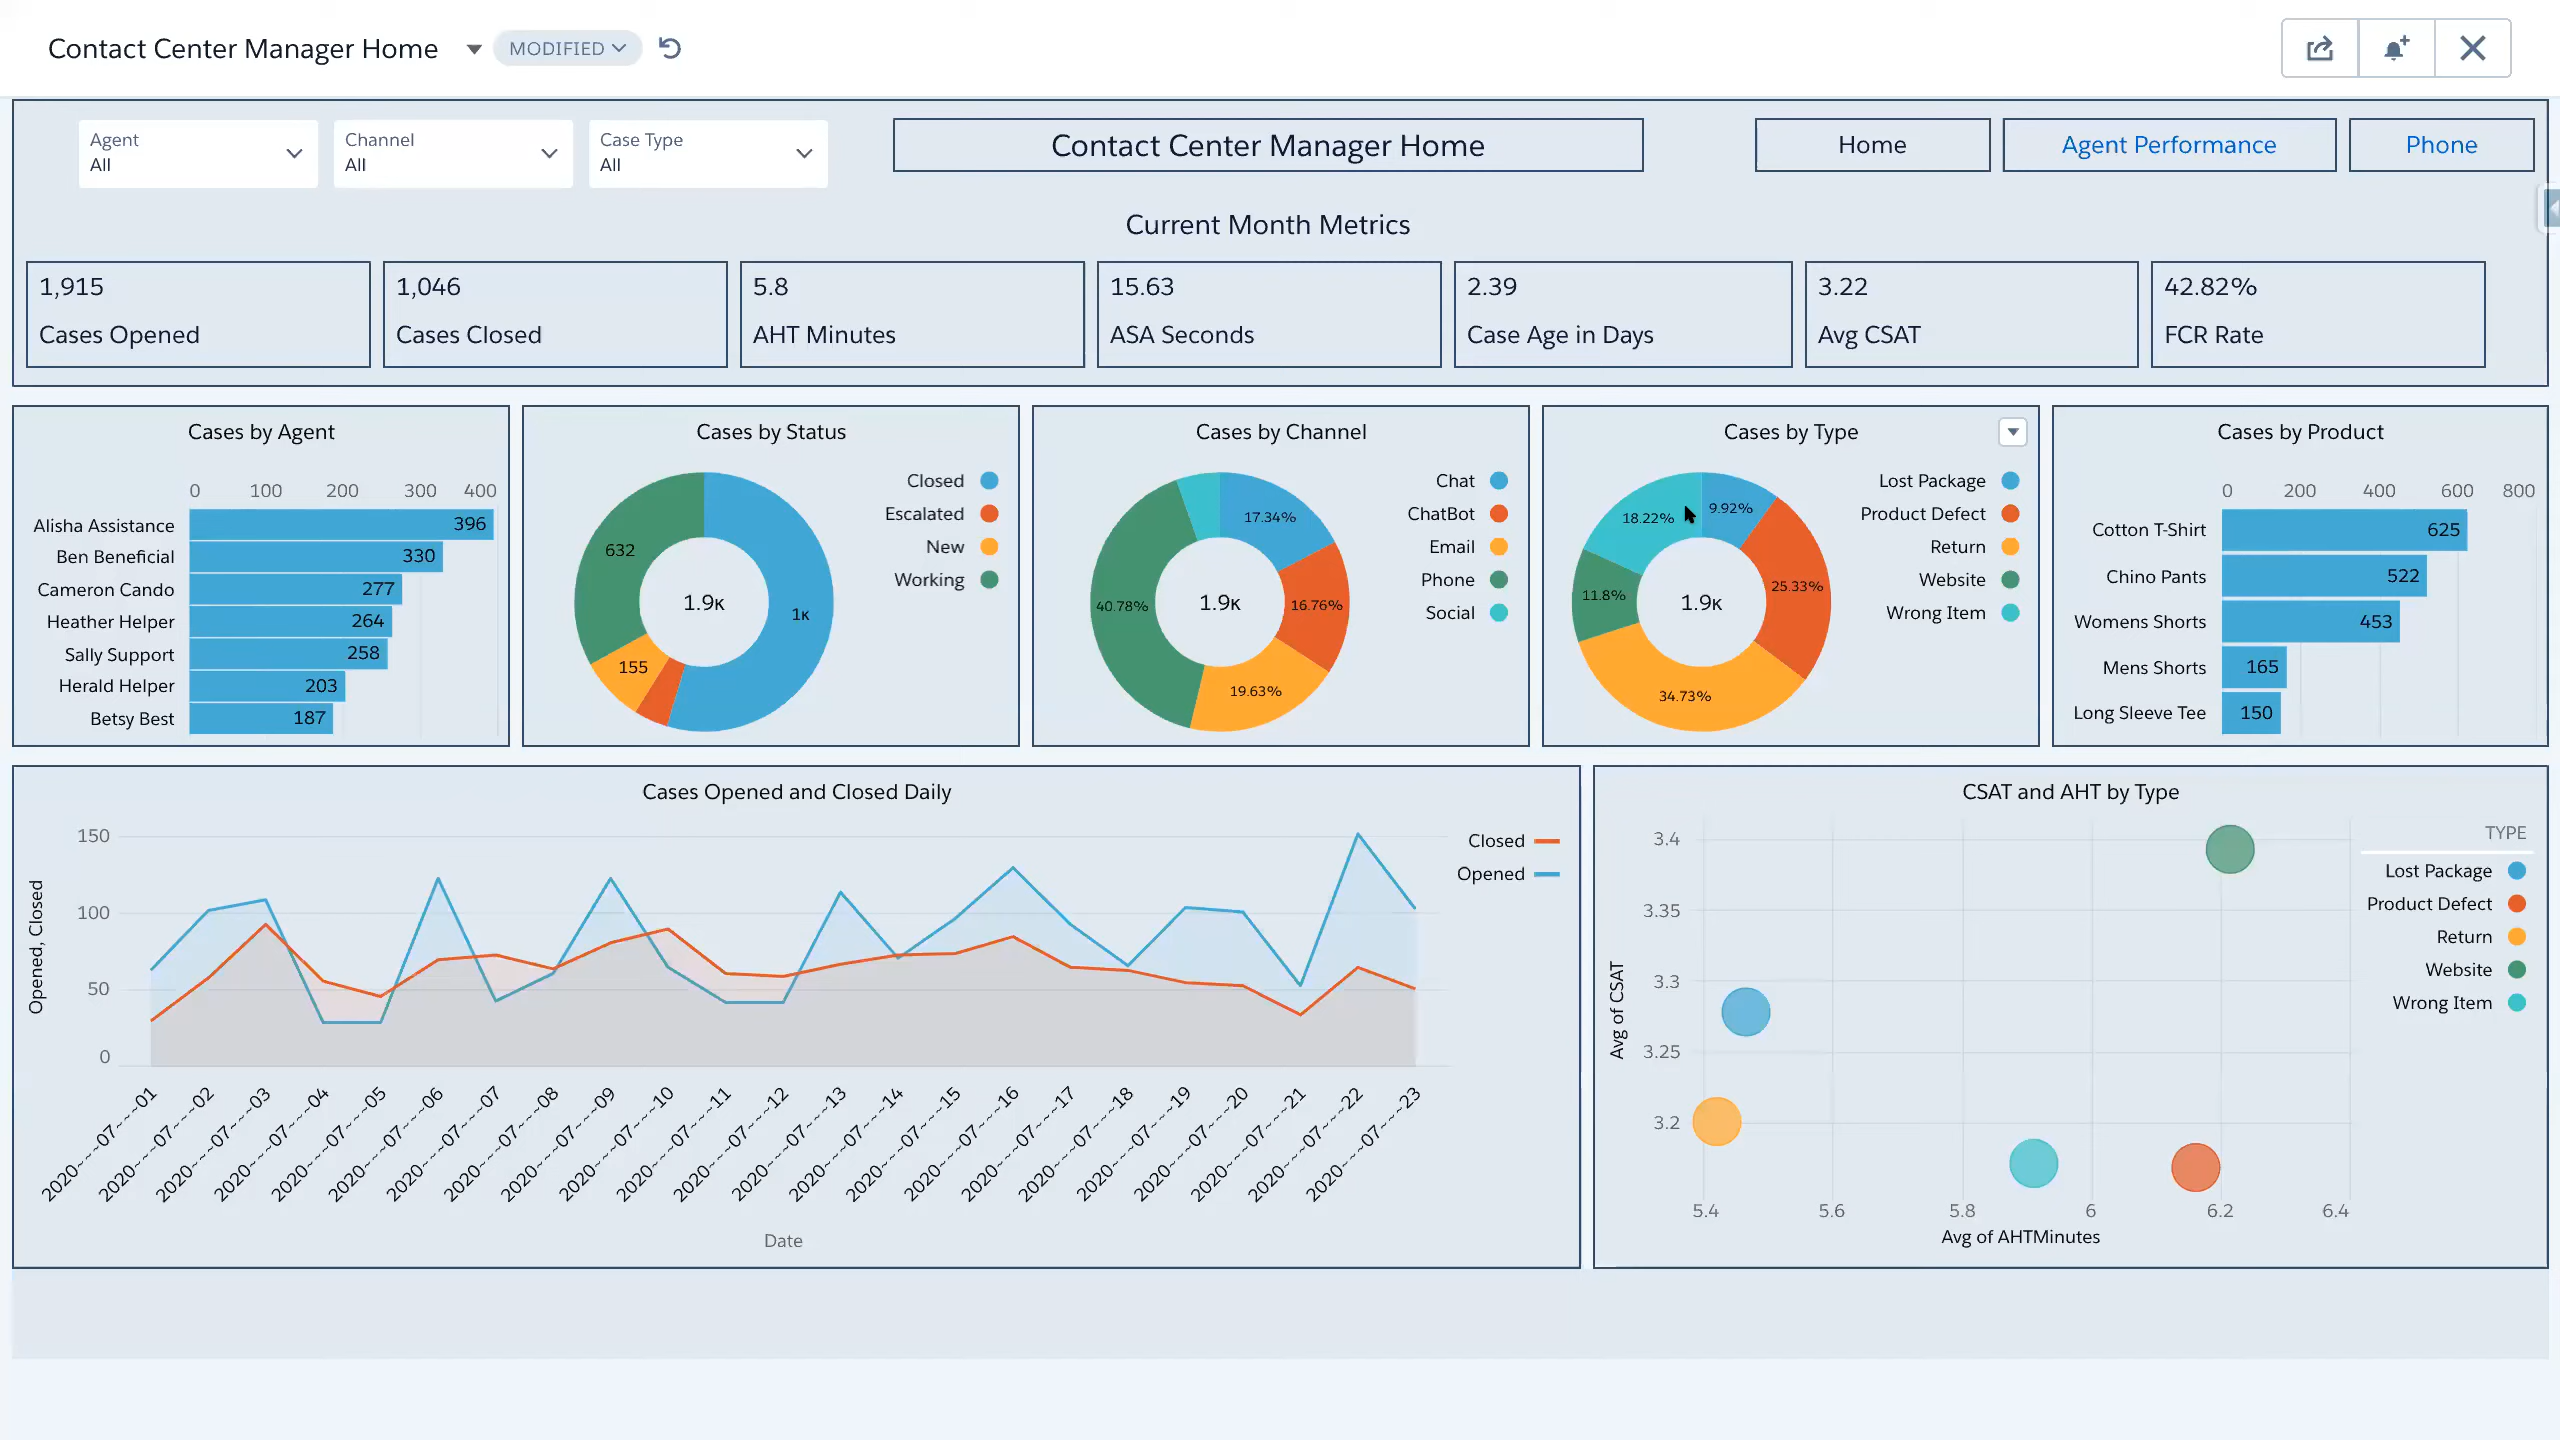 Contact Center Manager Home
MODIFIED
Agent
All
Channel
All
Case Type
All
Contact Center Manager Home
Home
Agent Performance
Phone
Current Month Metrics
1,915
Cases Opened
1,046
Cases Closed
5.8
AHT Minutes
15.63
ASA Seconds
2.39
Case Age in Days
3.22
Avg CSAT
42.82%
FCR Rate
Cases by Agent
0 100 200 300 400
Alisha Assistance 396
Ben Beneficial 330
Cameron Cando 277
Heather Helper 264
Sally Support 258
Herald Helper 203
Betsy Best 187
Cases by Status
632
155
1K
1.9K
Closed
Escalated
New
Working
Cases by Channel
17.34%
16.76%
19.63%
40.78%
1.9K
Chat
ChatBot
Email
Phone
Social
Cases by Type
9.92%
25.33%
34.73%
11.8%
18.22%
1.9K
Lost Package
Product Defect
Return
Website
Wrong Item
Cases by Product
0 200 400 600 800
Cotton T-Shirt 625
Chino Pants 522
Womens Shorts 453
Mens Shorts 165
Long Sleeve Tee 150
Cases Opened and Closed Daily
Opened, Closed
150
100
50
0
2020~~~07~~~01
2020~~~07~~~02
2020~~~07~~~03
2020~~~07~~~04
2020~~~07~~~05
2020~~~07~~~06
2020~~~07~~~07
2020~~~07~~~08
2020~~~07~~~09
2020~~~07~~~10
2020~~~07~~~11
2020~~~07~~~12
2020~~~07~~~13
2020~~~07~~~14
2020~~~07~~~15
2020~~~07~~~16
2020~~~07~~~17
2020~~~07~~~18
2020~~~07~~~19
2020~~~07~~~20
2020~~~07~~~21
2020~~~07~~~22
2020~~~07~~~23
Date
Closed
Opened
CSAT and AHT by Type
Avg of CSAT
3.4
3.35
3.3
3.25
3.2
5.4 5.6 5.8 6 6.2 6.4
Avg of AHTMinutes
TYPE
Lost Package
Product Defect
Return
Website
Wrong Item